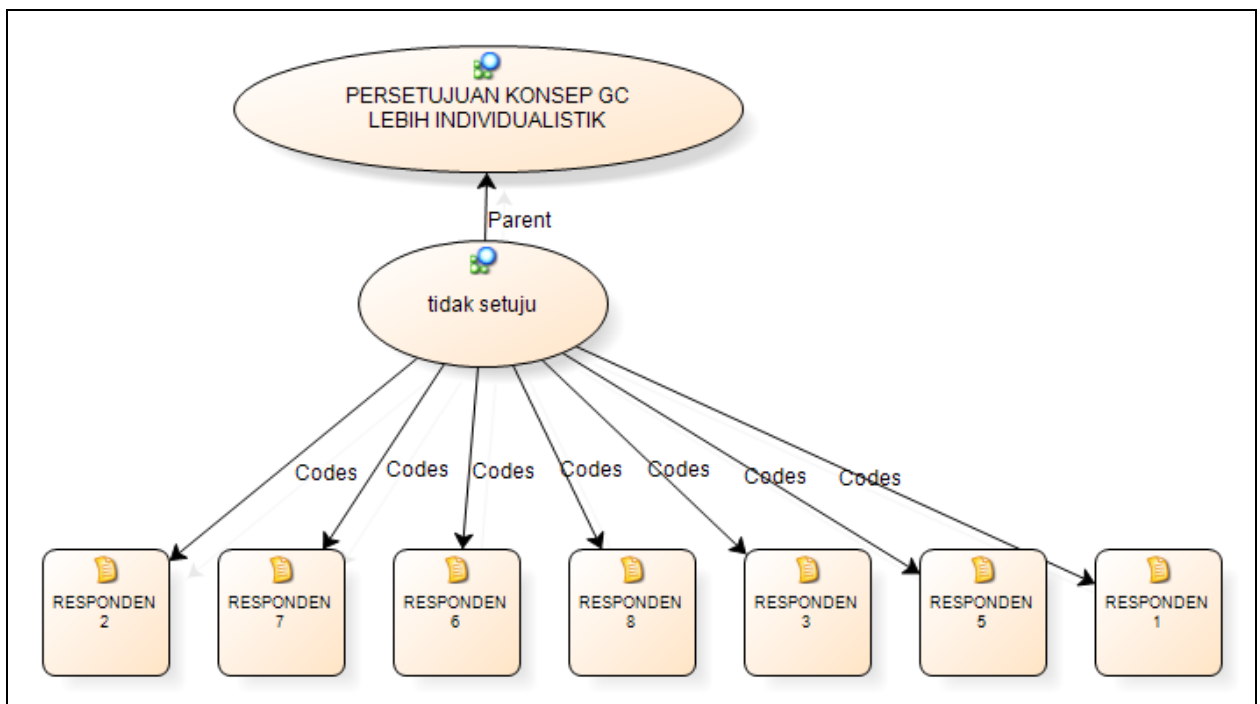 PERSETUJUAN KONSEP GC
LEBIH INDIVIDUALISTIK
Parent
tidak setuju
Codes
Codes
Codes
Codes
Codes
Codes
Codes
RESPONDEN
2
RESPONDEN
7
RESPONDEN
6
RESPONDEN
8
RESPONDEN
3
RESPONDEN
5
RESPONDEN
1